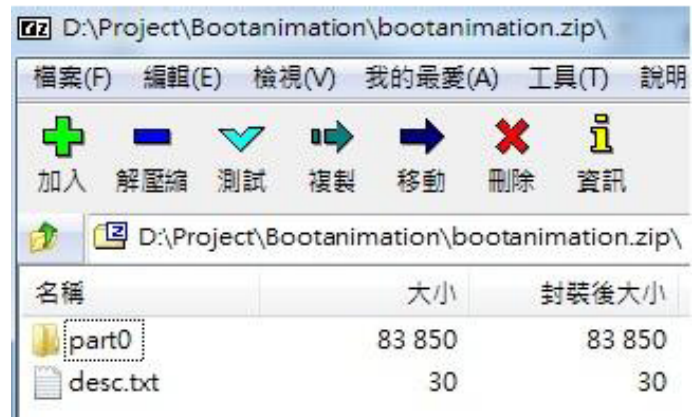 D:\Project\Bootanimation\bootanimation.zip\
檔案(F) 編輯(E) 檢視(V) 我的最愛(A) 工具(T) 說明
加入 解壓縮 測試 複製 移動 刪除 資訊
D:\Project\Bootanimation\bootanimation.zip\
名稱 大小 封裝後大小
part0 83 850 83 850
desc.txt 30 30